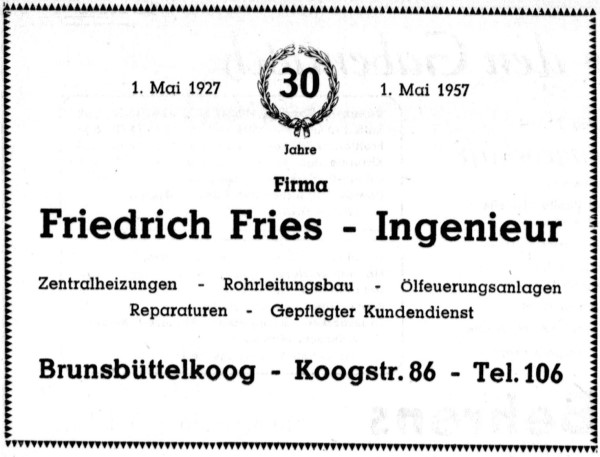 1. Mai 1927 30 1. Mai 1957
Jahre
Firma
Friedrich Fries - Ingenieur
Zentralheizungen - Rohrleitungsbau - Ölfeuerungsanlagen
Reparaturen - Gepflegter Kundendienst
Brunsbüttelkoog - Koogstr. 86 - Tel. 106